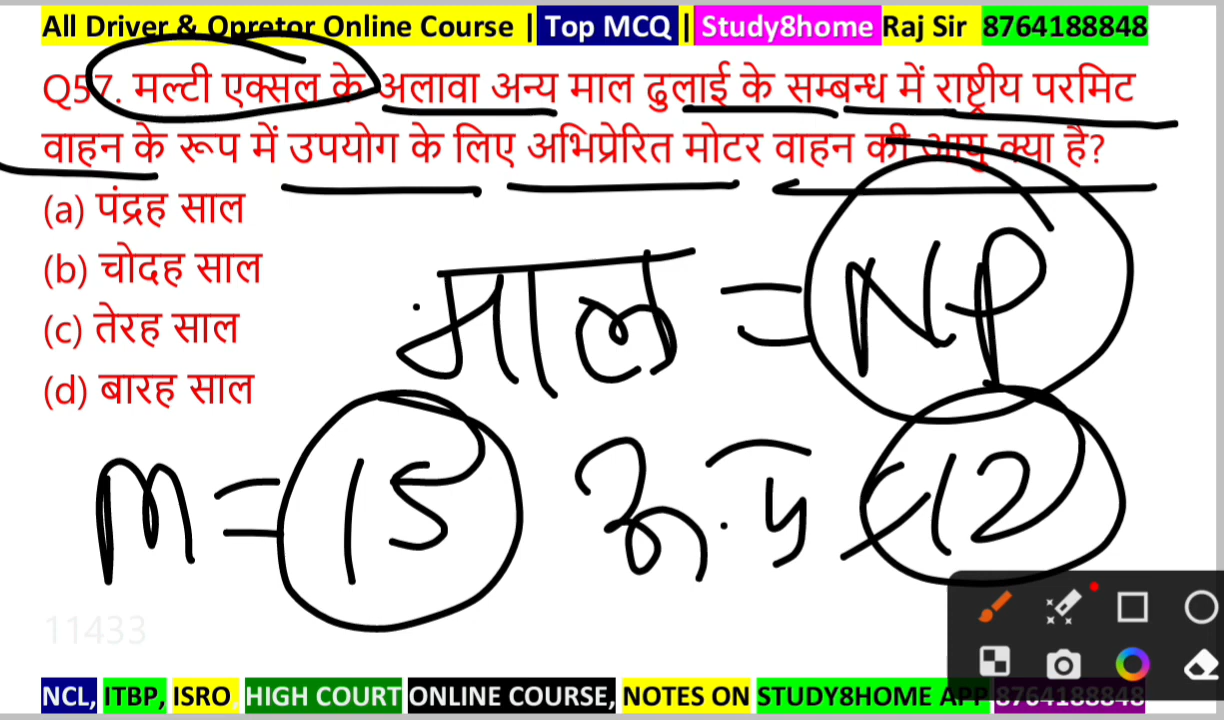 All Driver & Opretor Online Course | Top MCQ | Study8home Raj Sir 8764188848
Q57. मल्टी एक्सल के अलावा अन्य माल ढुलाई के सम्बन्ध में राष्ट्रीय परमिट
वाहन के रूप में उपयोग के लिए अभिप्रेरित मोटर वाहन की आयु क्या है?
(a) पंद्रह साल
(b) चोदह साल
(c) तेरह साल
(d) बारह साल
माल = NP
M = 15 12
11433
NCL, ITBP, ISRO, HIGH COURT ONLINE COURSE, NOTES ON STUDY8HOME APP 8764188848